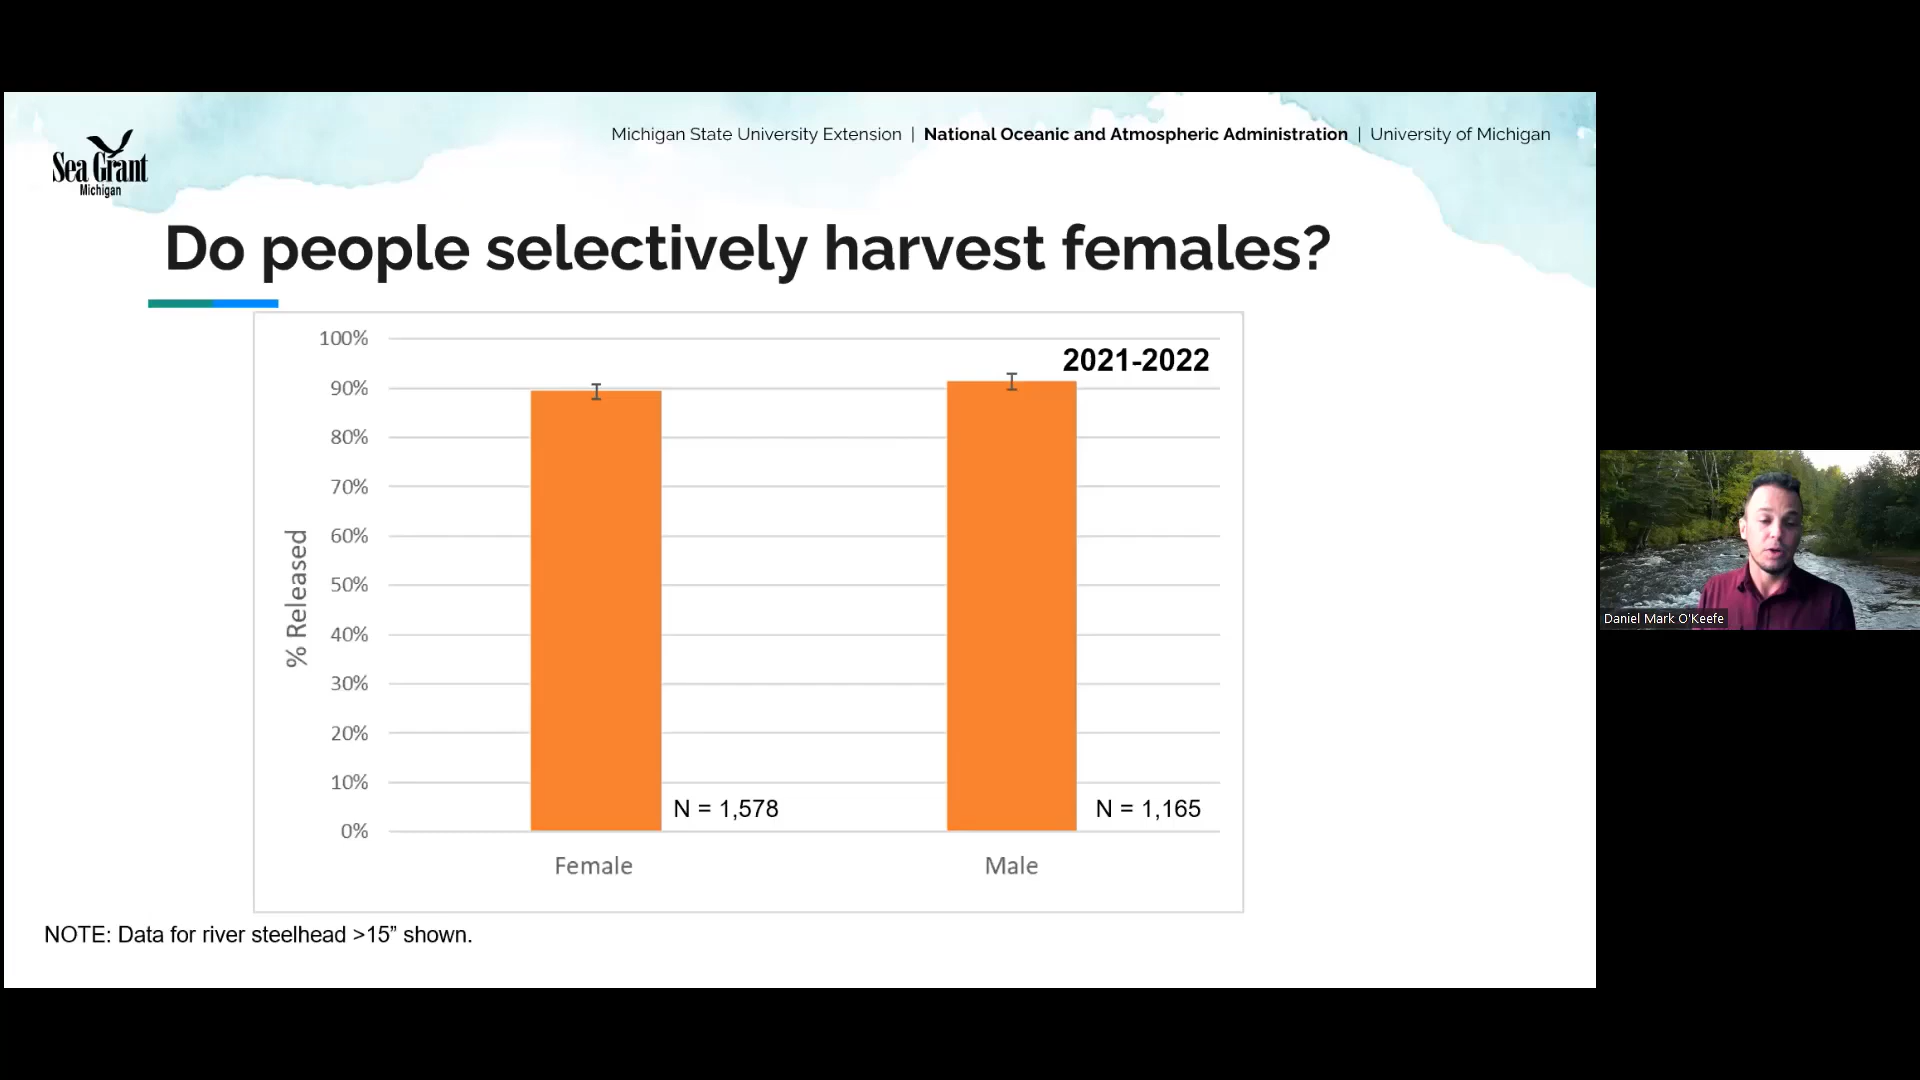 Sea Grant
Michigan
Michigan State University Extension | National Oceanic and Atmospheric Administration | University of Michigan
Do people selectively harvest females?
2021-2022
100%
90%
80%
70%
60%
50%
40%
30%
20%
10%
0%
% Released
N = 1,578
N = 1,165
Female
Male
NOTE: Data for river steelhead >15” shown.
Daniel Mark O'Keefe